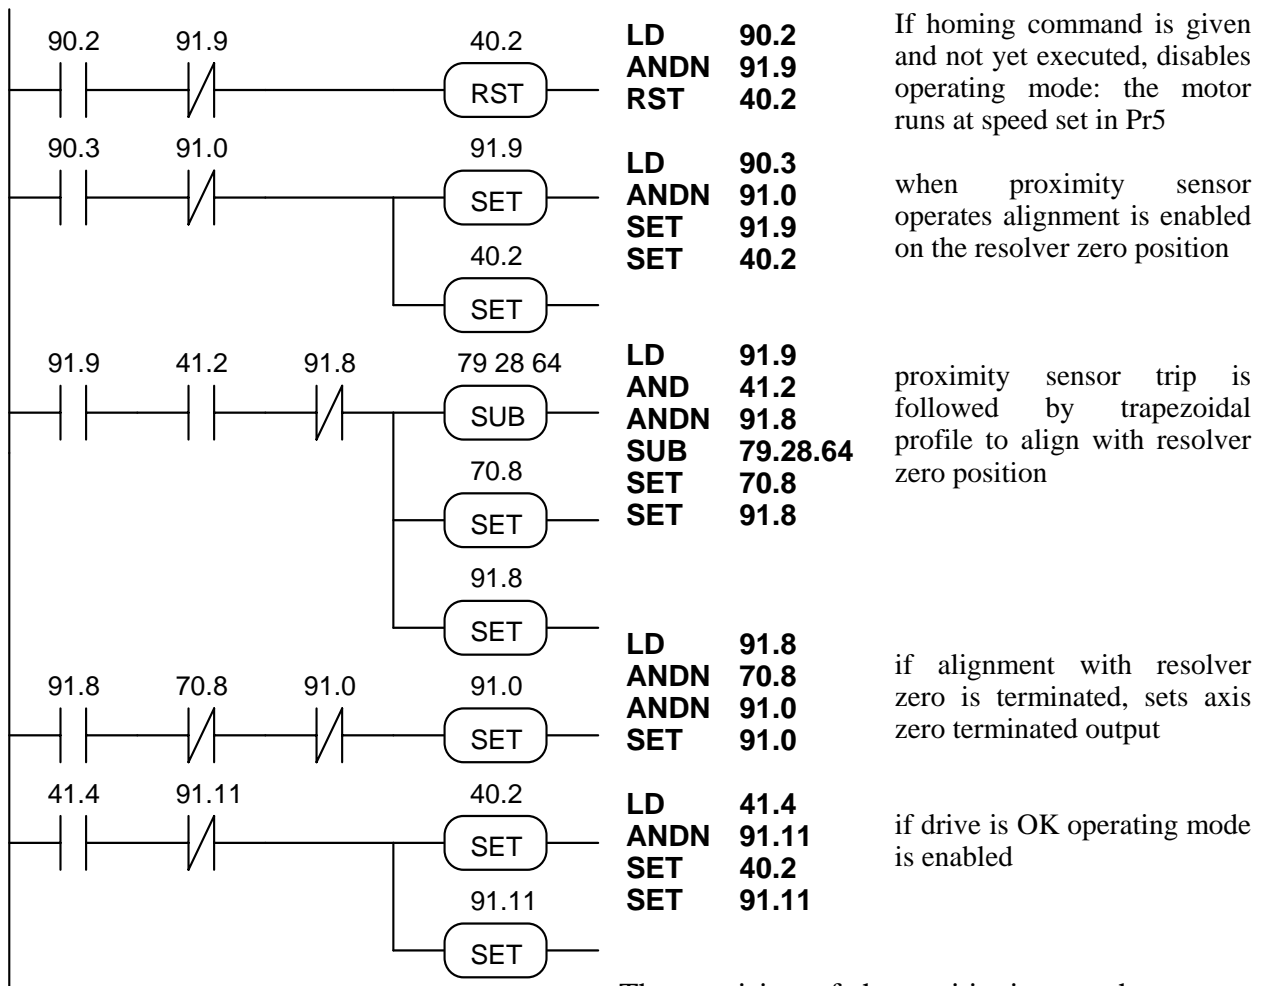 90.2 91.9 40.2
RST
LD 90.2
ANDN 91.9
RST 40.2
If homing command is given
and not yet executed, disables
operating mode: the motor
runs at speed set in Pr5
90.3 91.0 91.9
SET
40.2
SET
LD 90.3
ANDN 91.0
SET 91.9
SET 40.2
when proximity sensor
operates alignment is enabled
on the resolver zero position
91.9 41.2 91.8 79 28 64
SUB
70.8
SET
91.8
SET
LD 91.9
AND 41.2
ANDN 91.8
SUB 79.28.64
SET 70.8
SET 91.8
proximity sensor trip is
followed by trapezoidal
profile to align with resolver
zero position
91.8 70.8 91.0 91.0
SET
LD 91.8
ANDN 70.8
ANDN 91.0
SET 91.0
if alignment with resolver
zero is terminated, sets axis
zero terminated output
41.4 91.11 40.2
SET
91.11
SET
LD 41.4
ANDN 91.11
SET 40.2
SET 91.11
if drive is OK operating mode
is enabled